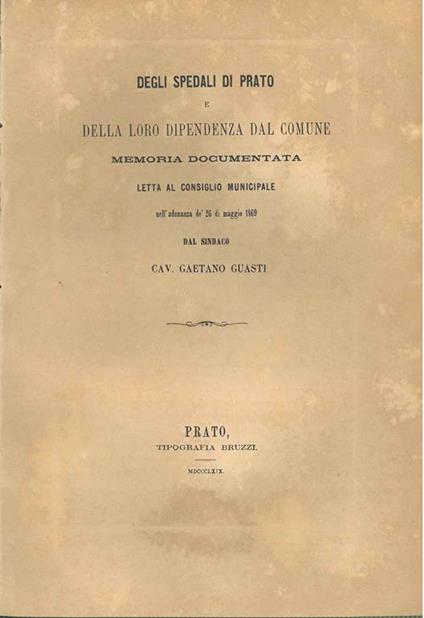 DEGLI SPEDALI DI PRATO
E
DELLA LORO DIPENDENZA DAL COMUNE
MEMORIA DOCUMENTATA
LETTA AL CONSIGLIO MUNICIPALE
nell'adunanza de' 26 di maggio 1869
DAL SINDACO
CAV. GAETANO GUASTI
PRATO,
TIPOGRAFIA BRUZZI.
MDCCCLXIX.